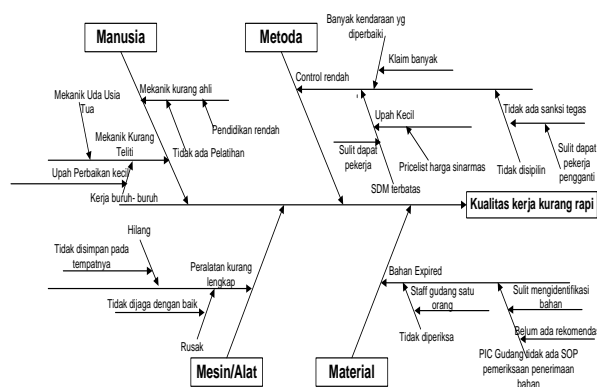 Manusia
Metoda
Banyak kendaraan yg
diperbaiki
Klaim banyak
Control rendah
Mekanik Uda Usia
Tua
Mekanik kurang ahli
Pendidikan rendah
Mekanik Kurang
Teliti
Tidak ada Pelatihan
Upah Perbaikan kecil
Kerja buruh- buruh
Upah Kecil
Sulit dapat
pekerja
Pricelist harga sinarmas
SDM terbatas
Tidak ada sanksi tegas
Sulit dapat
pekerja
pengganti
Tidak disipilin
Kualitas kerja kurang rapi
Hilang
Tidak disimpan pada
tempatnya
Peralatan kurang
lengkap
Tidak dijaga dengan baik
Rusak
Mesin/Alat
Bahan Expired
Staff gudang satu
orang
Tidak diperiksa
Sulit mengidentifikasi
bahan
Belum ada rekomendas
PIC Gudang tidak ada SOP
pemeriksaan penerimaan
bahan
Material